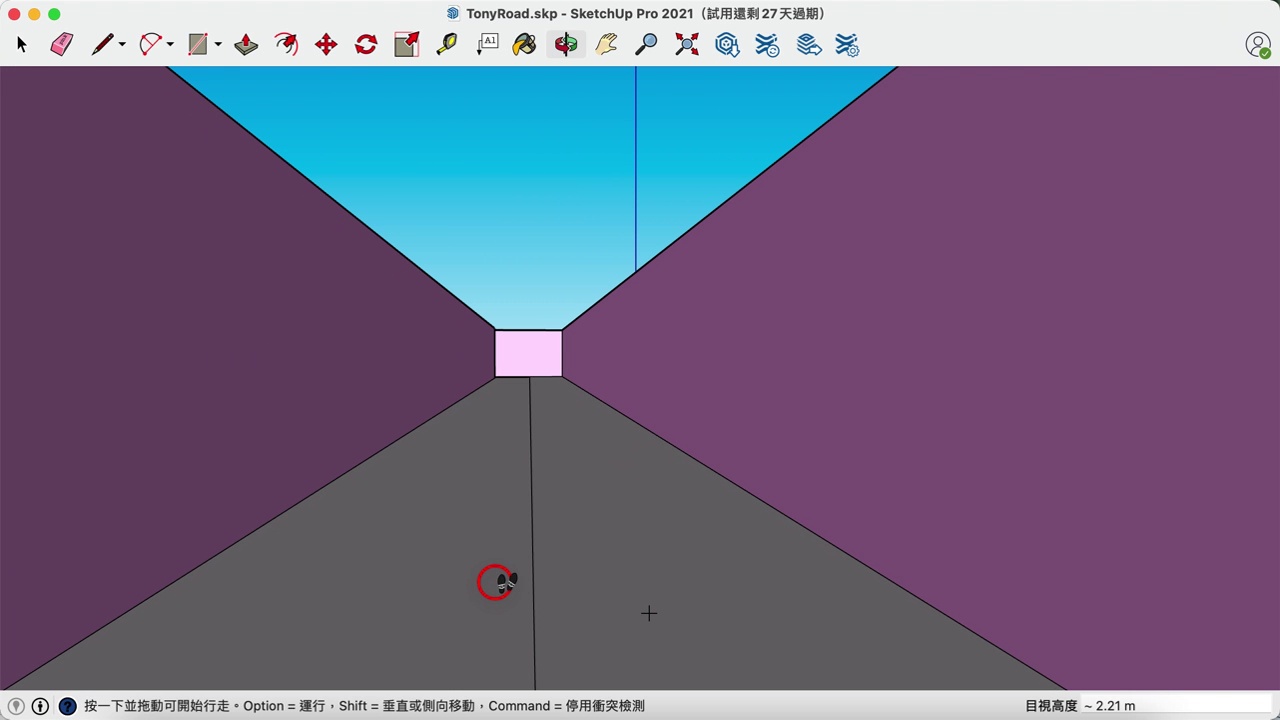 TonyRoad.skp - SketchUp Pro 2021（試用還剩 27 天過期）
A1
按一下並拖動可開始行走。Option = 運行，Shift = 垂直或側向移動，Command = 停用衝突檢測
目視高度 ~ 2.21 m